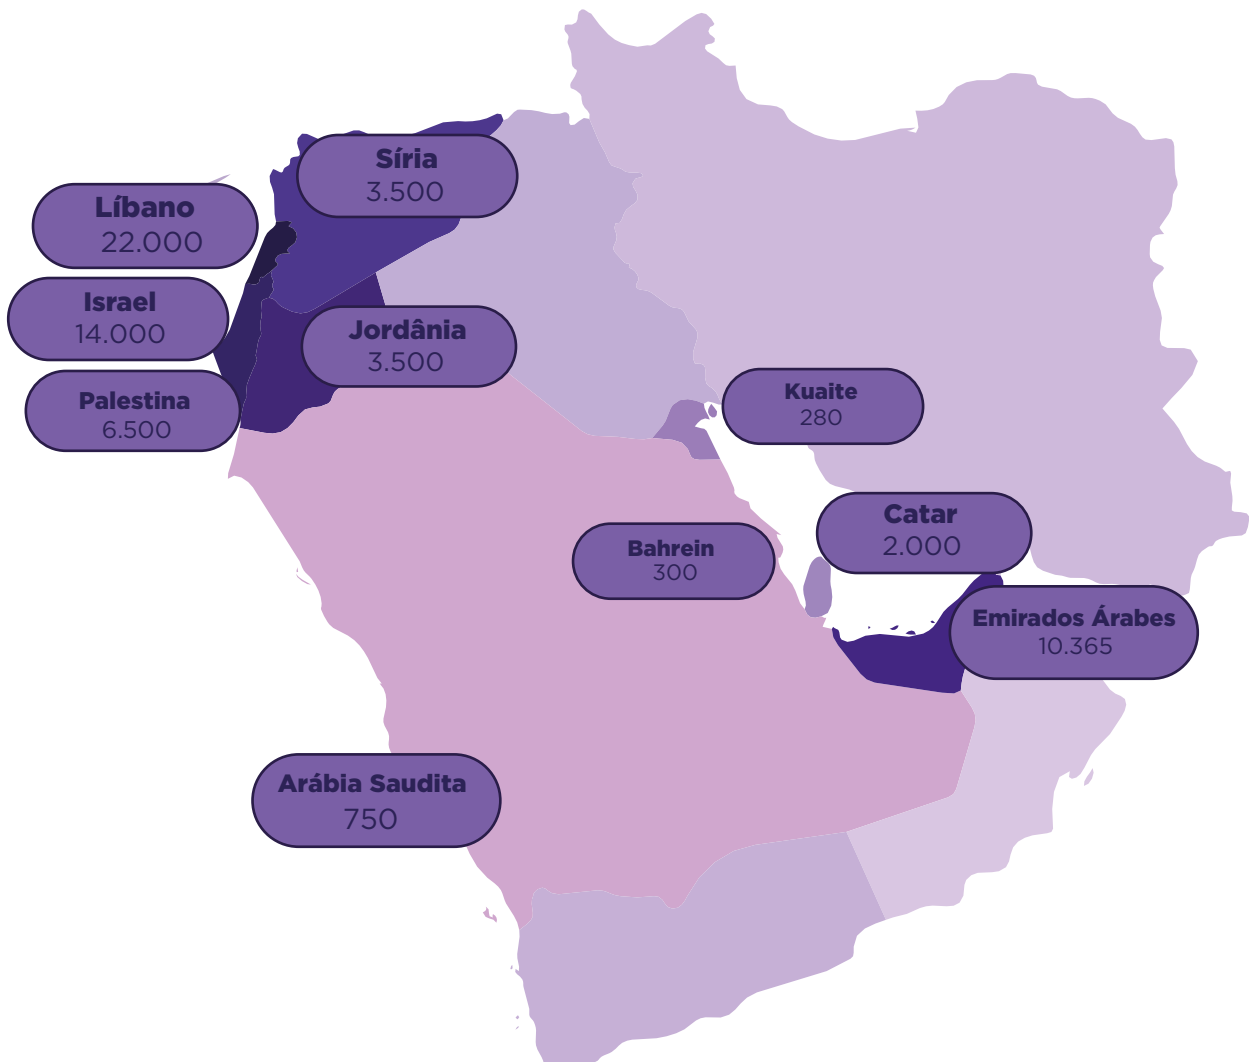 Síria
3.500
Líbano
22.000
Israel
14.000
Jordânia
3.500
Palestina
6.500
Kuaite
280
Catar
2.000
Bahrein
300
Emirados Árabes
10.365
Arábia Saudita
750